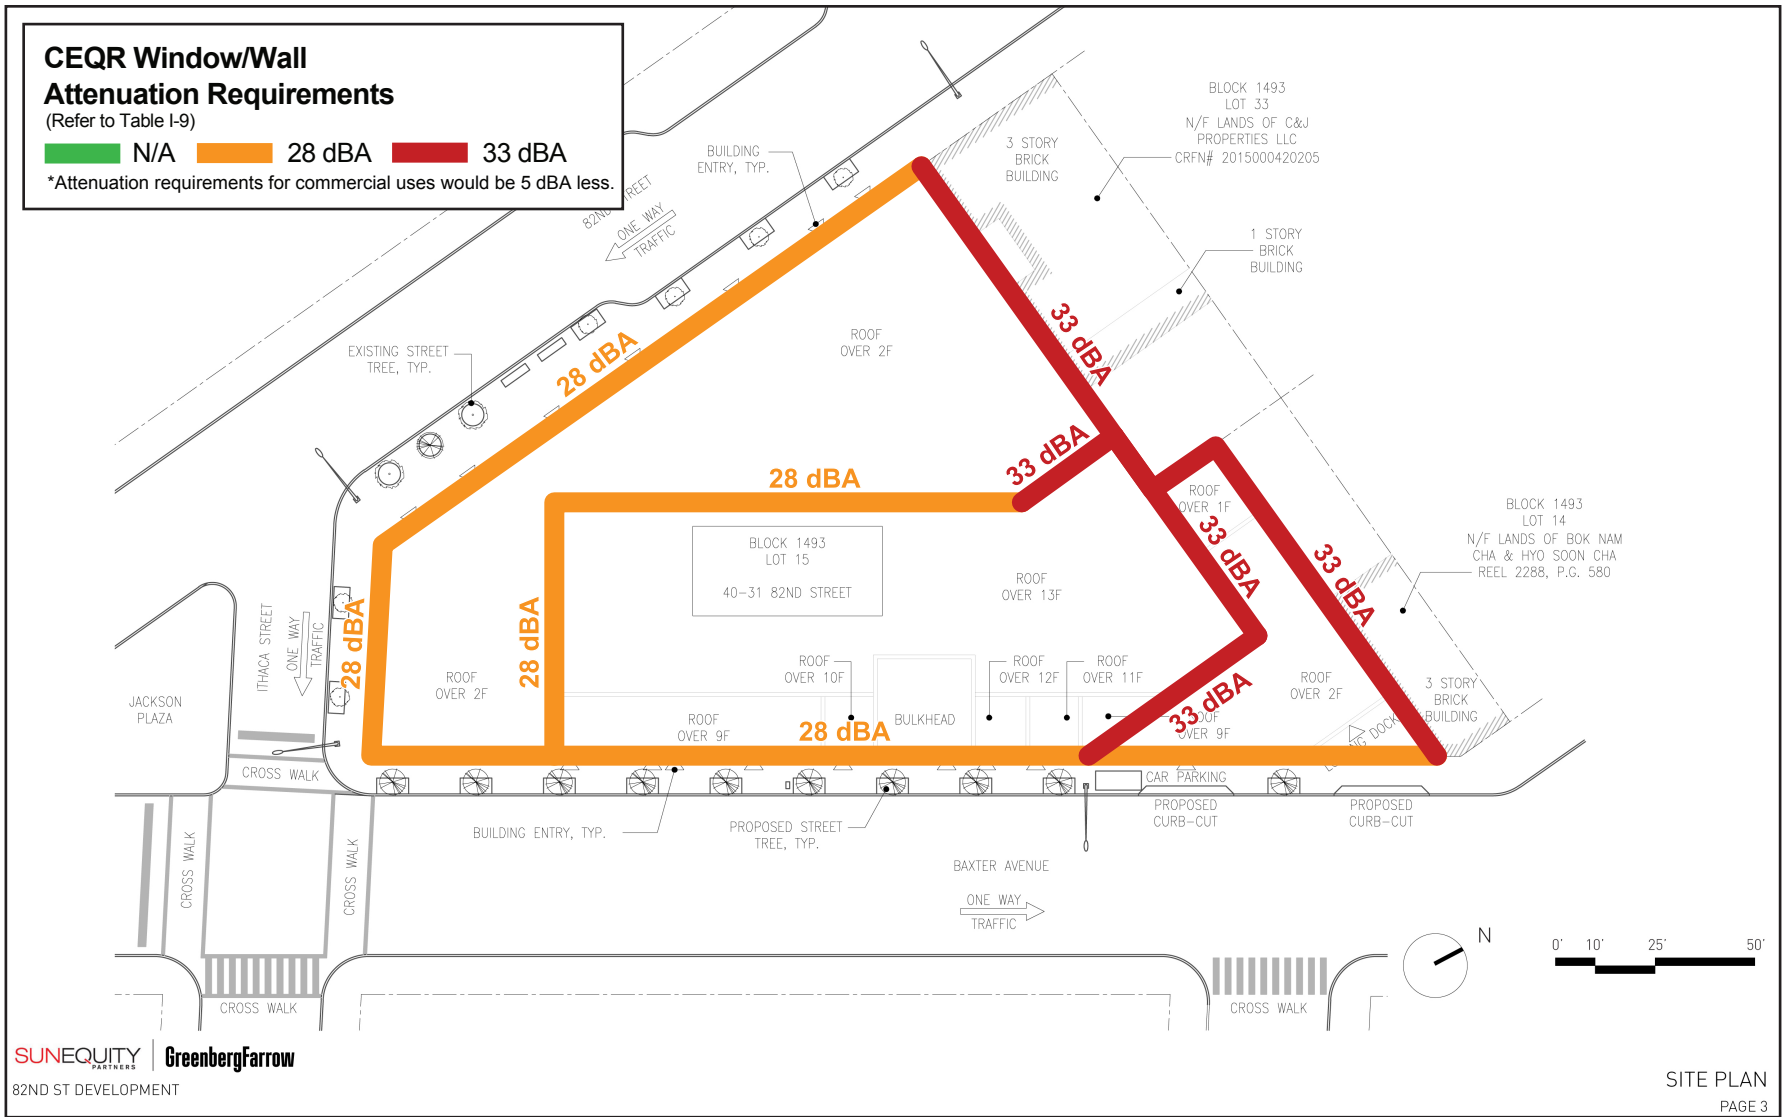 CEQR Window/Wall
Attenuation Requirements
(Refer to Table I-9)
N/A
28 dBA
33 dBA
*Attenuation requirements for commercial uses would be 5 dBA less.
82ND STREET
ONE WAY
TRAFFIC
BUILDING
ENTRY, TYP.
3 STORY
BRICK
BUILDING
BLOCK 1493
LOT 33
N/F LANDS OF C&J
PROPERTIES LLC
CRFN# 2015000420205
1 STORY
BRICK
BUILDING
EXISTING STREET
TREE, TYP.
28 dBA
ROOF
OVER 2F
33 dBA
33 dBA
28 dBA
ROOF
OVER 1F
33 dBA
33 dBA
BLOCK 1493
LOT 14
N/F LANDS OF BOK NAM
CHA & HYO SOON CHA
REEL 2288, P.G. 580
BLOCK 1493
LOT 15
40-31 82ND STREET
ROOF
OVER 13F
ITHACA STREET
ONE WAY
TRAFFIC
28 dBA
28 dBA
JACKSON
PLAZA
ROOF
OVER 2F
ROOF
OVER 10F
ROOF
OVER 12F
ROOF
OVER 11F
ROOF
OVER 2F
3 STORY
BRICK
BUILDING
ROOF
OVER 9F
BULKHEAD
28 dBA
33 dBA
ROOF
OVER 9F
DOCK
CROSS WALK
CAR PARKING
PROPOSED
CURB-CUT
PROPOSED
CURB-CUT
BUILDING ENTRY, TYP.
PROPOSED STREET
TREE, TYP.
CROSS WALK
CROSS WALK
BAXTER AVENUE
ONE WAY
TRAFFIC
N
0' 10' 25' 50'
CROSS WALK
CROSS WALK
SUNEQUITY
PARTNERS
GreenbergFarrow
82ND ST DEVELOPMENT
SITE PLAN
PAGE 3